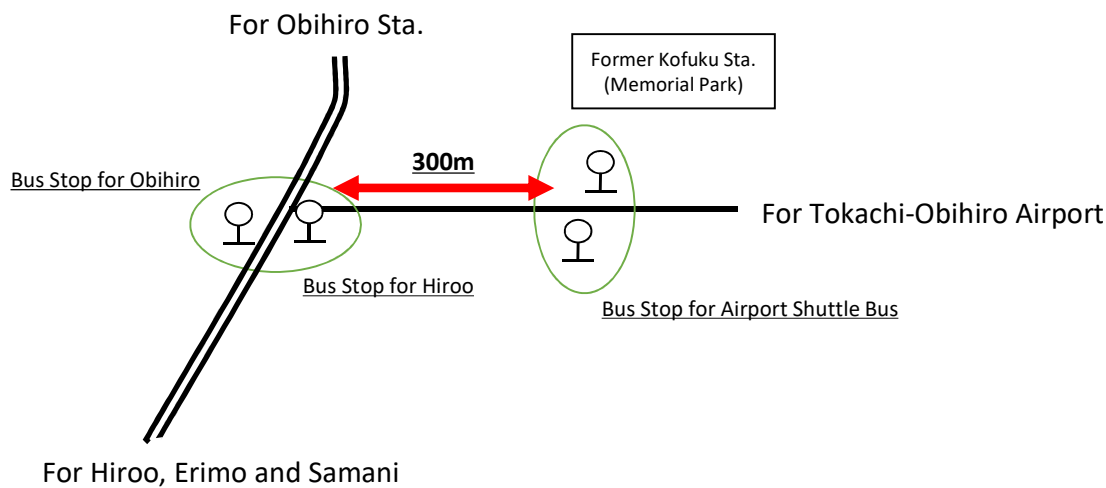 For Obihiro Sta.
Former Kofuku Sta.
(Memorial Park)
300m
Bus Stop for Obihiro
For Tokachi-Obihiro Airport
Bus Stop for Hiroo
Bus Stop for Airport Shuttle Bus
For Hiroo, Erimo and Samani